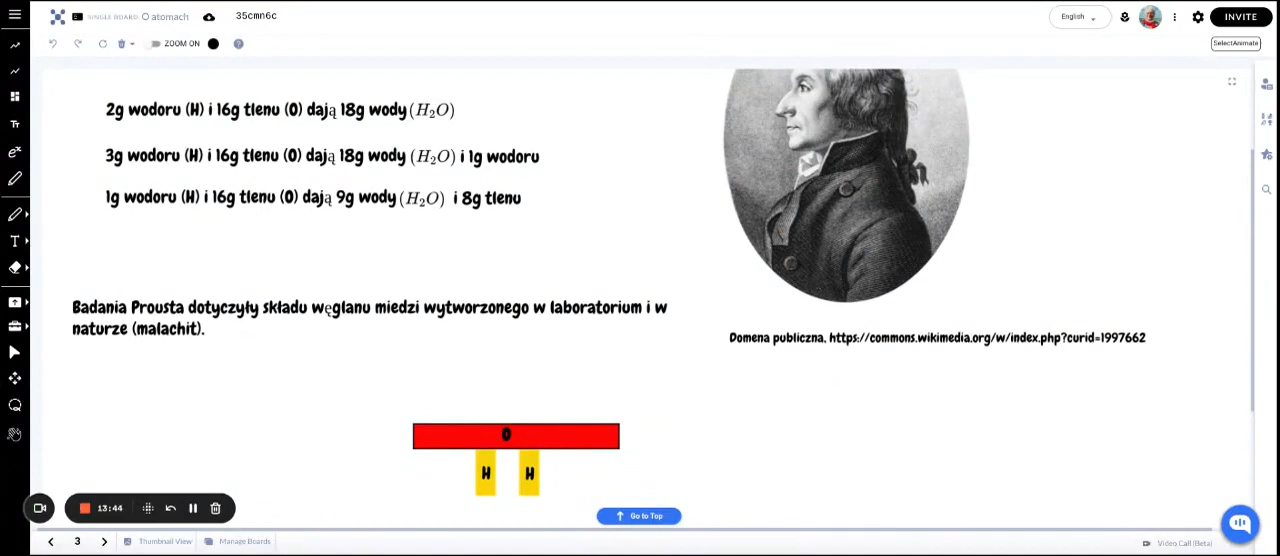 SINGLE BOARD O atomach 35cmn6c English INVITE
ZOOM ON SelectAnimate
2g wodoru (H) i 16g tlenu (O) dają 18g wody (H₂O)
3g wodoru (H) i 16g tlenu (O) dają 18g wody (H₂O) i 1g wodoru
1g wodoru (H) i 16g tlenu (O) dają 9g wody (H₂O) i 8g tlenu
Badania Prousta dotyczyły składu węglanu miedzi wytworzonego w laboratorium i w
naturze (malachit).
Domena publiczna, https://commons.wikimedia.org/w/index.php?curid=1997662
O
H H
13:44
Go to Top
3 Thumbnail View Manage Boards Video Call(Beta)